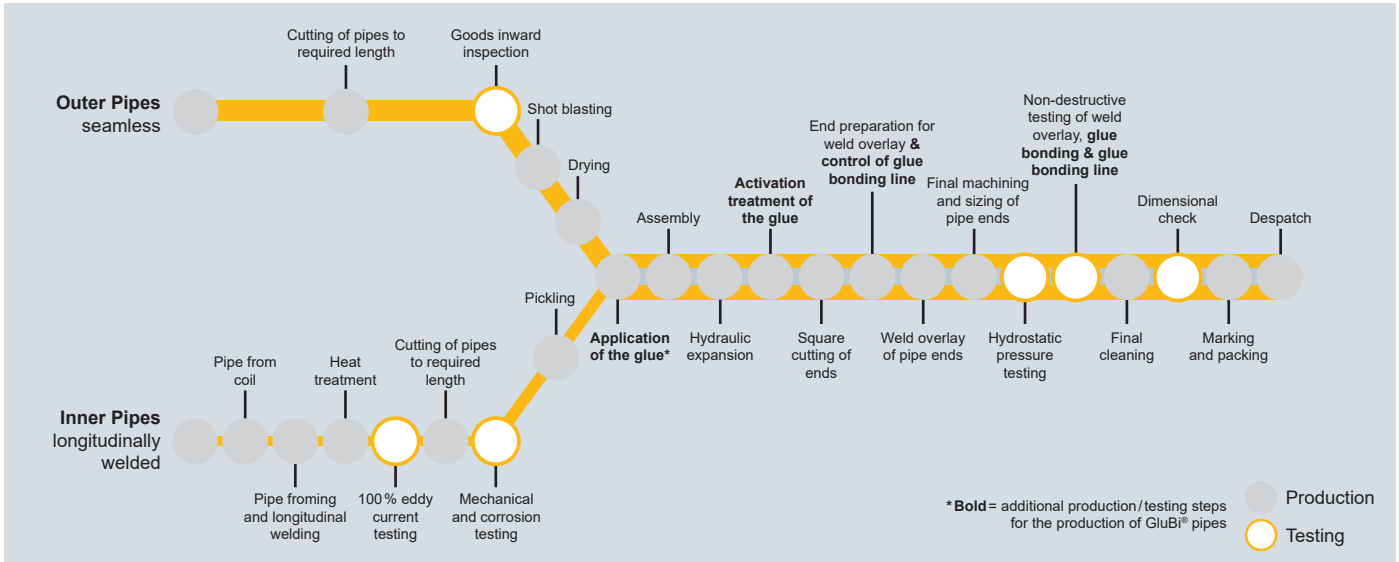 Outer Pipes
seamless
Cutting of pipes to
required length
Goods inward
inspection
Shot blasting
Drying
Inner Pipes
longitudinally
welded
Pipe from
coil
Pipe froming
and longitudinal
welding
Heat
treatment
100 % eddy
current
testing
Cutting of pipes
to required
length
Mechanical
and corrosion
testing
Pickling
Application
of the glue*
Assembly
Hydraulic
expansion
Activation
treatment of
the glue
Square
cutting of
ends
End preparation for
weld overlay &
control of glue
bonding line
Weld overlay
of pipe ends
Final machining
and sizing of
pipe ends
Hydrostatic
pressure
testing
Non-destructive
testing of weld
overlay, glue
bonding & glue
bonding line
Final
cleaning
Dimensional
check
Marking
and packing
Despatch
* Bold = additional production / testing steps
for the production of GluBi® pipes
Production
Testing